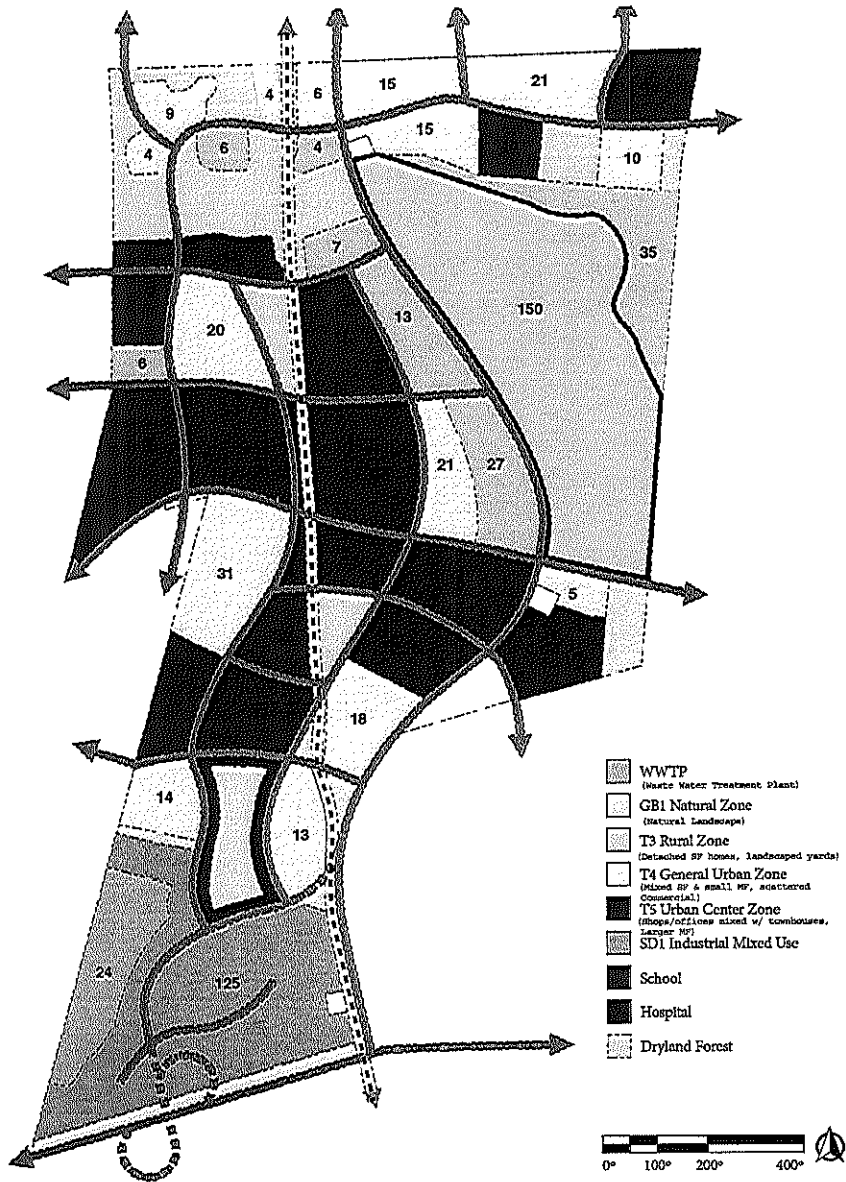 4
6
15
21
9
15
4
6
4
10
7
35
150
20
13
6
21
27
31
5
18
14
13
24
125
WWTP
(Waste Water Treatment Plant)
GB1 Natural Zone
(Natural Landscape)
T3 Rural Zone
(Detached SF homes, landscaped yards)
T4 General Urban Zone
(Mixed SF & small MF, scattered
Commercial)
T5 Urban Center Zone
(Shops/offices mixed w/ townhouses,
Larger MF)
SD1 Industrial Mixed Use
School
Hospital
Dryland Forest
0' 100' 200' 400'